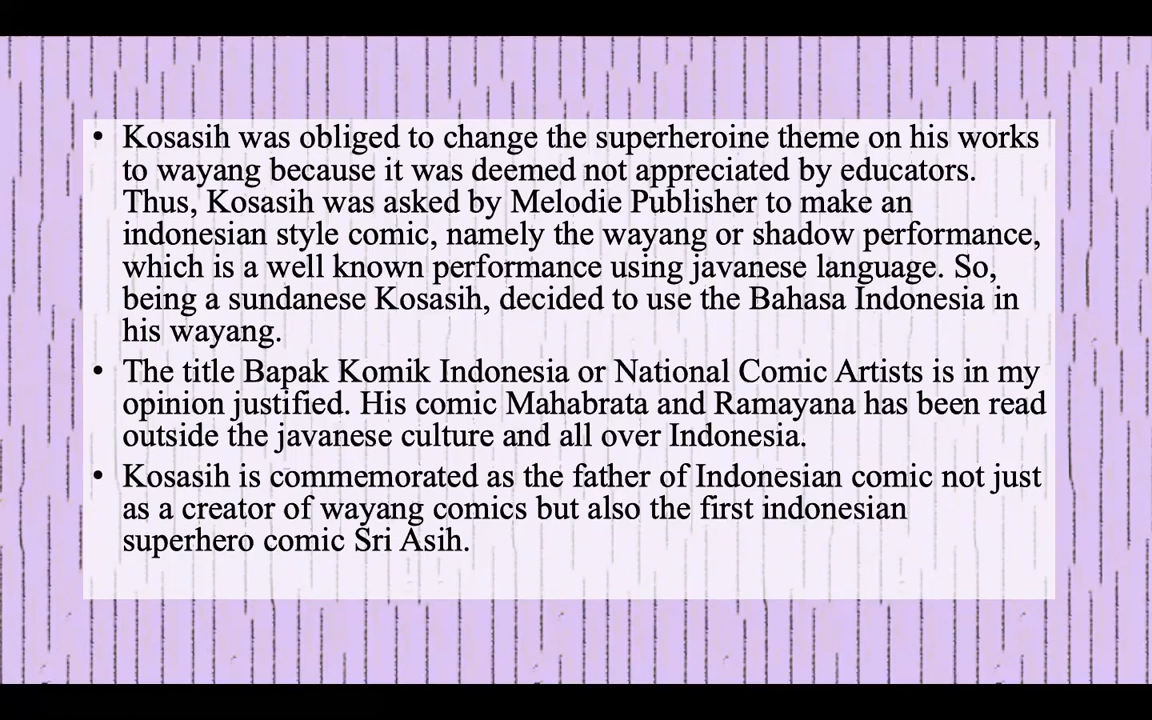 • Kosasih was obliged to change the superheroine theme on his works
to wayang because it was deemed not appreciated by educators.
Thus, Kosasih was asked by Melodie Publisher to make an
indonesian style comic, namely the wayang or shadow performance,
which is a well known performance using javanese language. So,
being a sundanese Kosasih, decided to use the Bahasa Indonesia in
his wayang.
• The title Bapak Komik Indonesia or National Comic Artists is in my
opinion justified. His comic Mahabrata and Ramayana has been read
outside the javanese culture and all over Indonesia.
• Kosasih is commemorated as the father of Indonesian comic not just
as a creator of wayang comics but also the first indonesian
superhero comic Sri Asih.